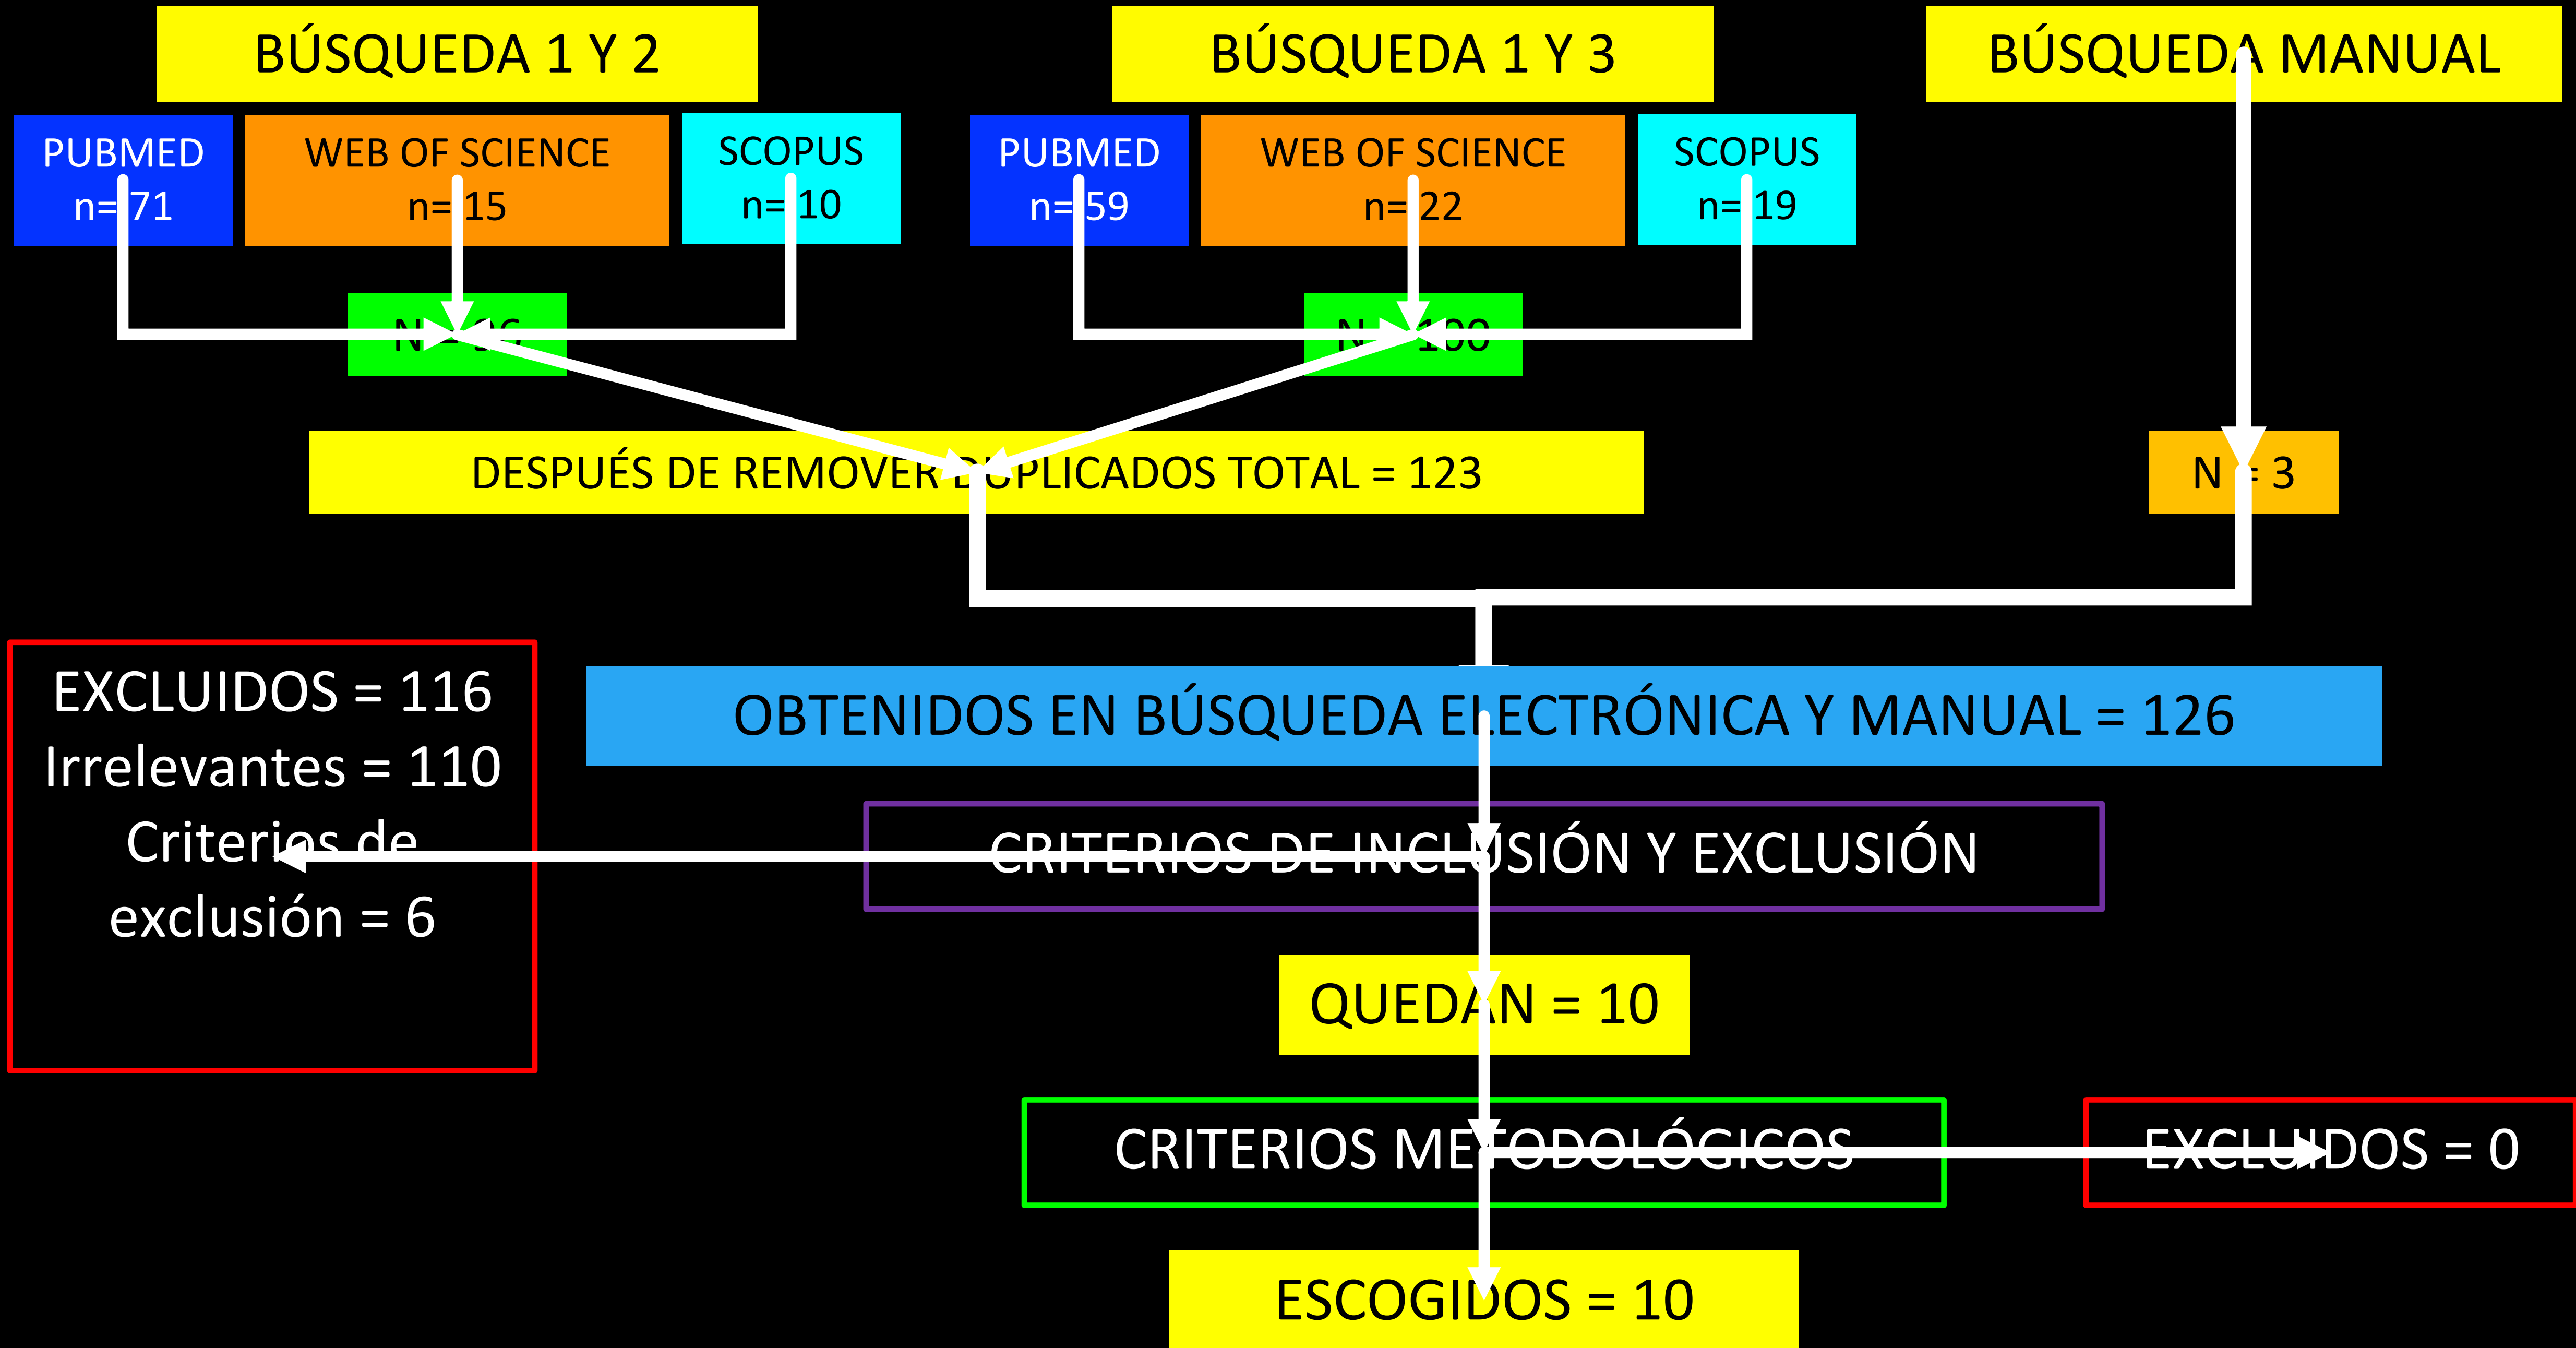 BÚSQUEDA 1 Y 2
BÚSQUEDA 1 Y 3
BÚSQUEDA MANUAL
PUBMED
n= 71
WEB OF SCIENCE
n= 15
SCOPUS
n= 10
PUBMED
n= 59
WEB OF SCIENCE
n= 22
SCOPUS
n= 19
N = 96
N = 100
DESPUÉS DE REMOVER DUPLICADOS TOTAL = 123
N = 3
EXCLUIDOS = 116
Irrelevantes = 110
Criterios de
exclusión = 6
OBTENIDOS EN BÚSQUEDA ELECTRÓNICA Y MANUAL = 126
CRITERIOS DE INCLUSIÓN Y EXCLUSIÓN
QUEDAN = 10
CRITERIOS METODOLÓGICOS
EXCLUIDOS = 0
ESCOGIDOS = 10